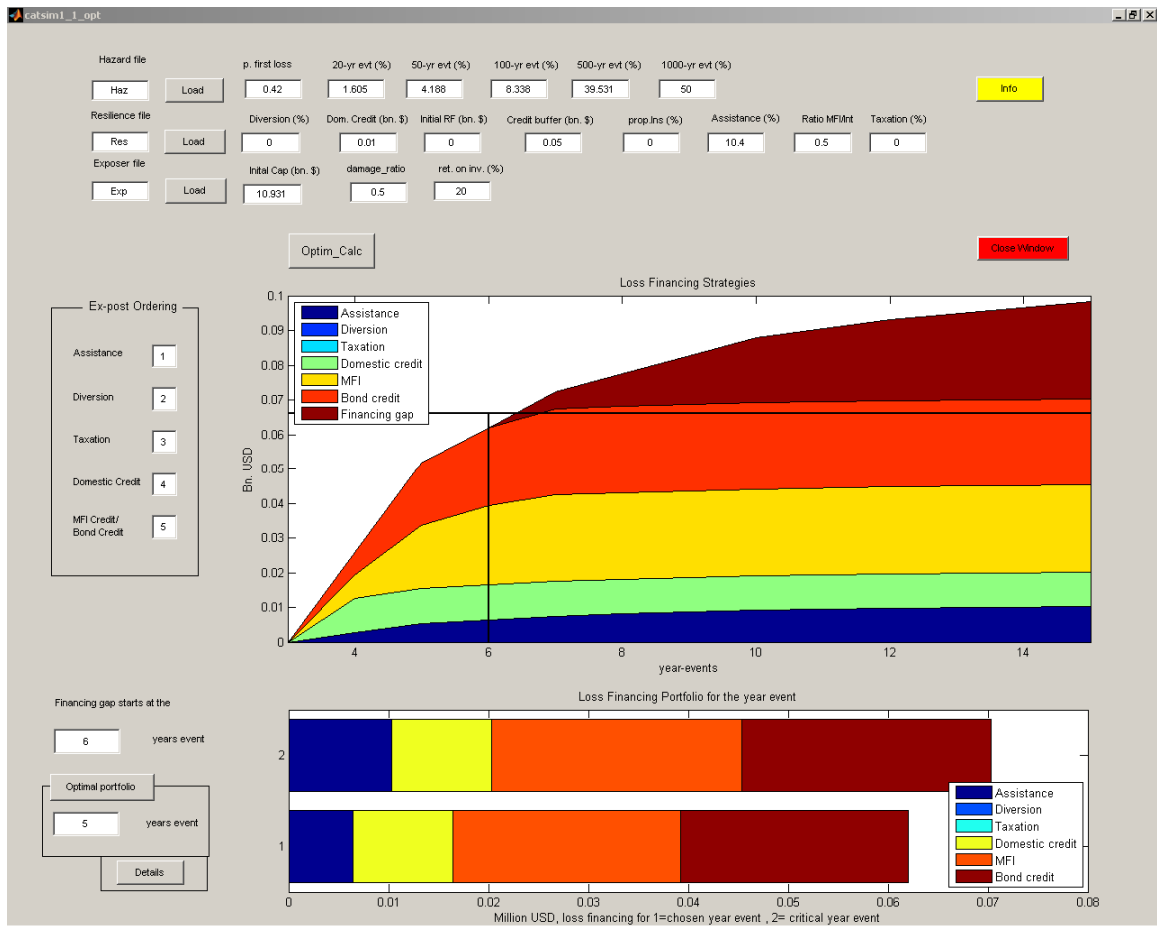 catsim1_1_opt
Hazard file
p. first loss 20-yr evt (%) 50-yr evt (%) 100-yr evt (%) 500-yr evt (%) 1000-yr evt (%)
Haz Load 0.42 1.605 4.188 8.338 39.531 50 Info
Resilience file
Diversion (%) Dom. Credit (bn. $) Initial RF (bn. $) Credit buffer (bn. $) prop.Ins (%) Assistance (%) Ratio MFI/Int Taxation (%)
Res Load 0 0.01 0 0.05 0 10.4 0.5 0
Exposer file
Inital Cap (bn. $) damage_ratio ret. on inv. (%)
Exp Load 10.931 0.5 20
Optim_Calc
Close Window
Ex-post Ordering
Assistance 1
Diversion 2
Taxation 3
Domestic Credit 4
MFI Credit/
Bond Credit 5
Loss Financing Strategies
0.1
0.09
0.08
0.07
0.06
0.05
0.04
0.03
0.02
0.01
0
Bn. USD
Assistance
Diversion
Taxation
Domestic credit
MFI
Bond credit
Financing gap
4 6 8 10 12 14
year-events
Financing gap starts at the
6 years event
Optimal portfolio
5 years event
Details
Loss Financing Portfolio for the year event
2
1
Assistance
Diversion
Taxation
Domestic credit
MFI
Bond credit
0 0.01 0.02 0.03 0.04 0.05 0.06 0.07 0.08
Million USD, loss financing for 1=chosen year event , 2= critical year event